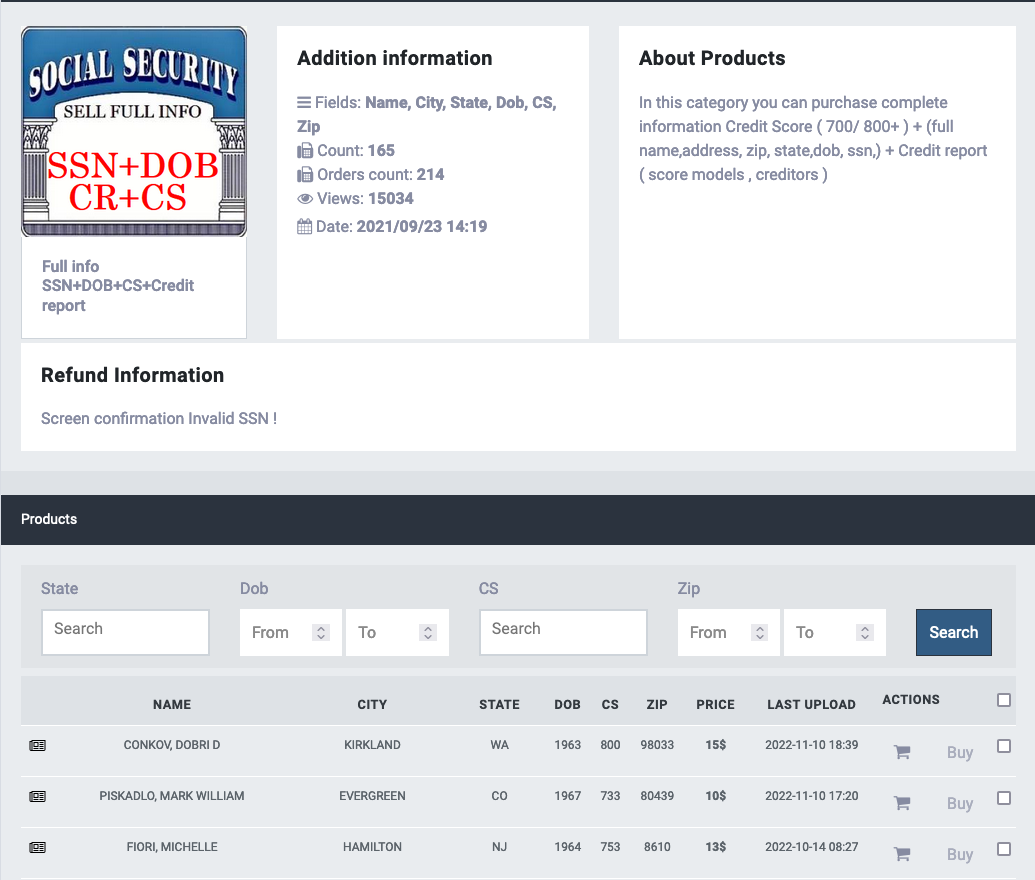 SOCIAL SECURITY
SELL FULL INFO
SSN+DOB
CR+CS
Full info
SSN+DOB+CS+Credit
report
Addition information
Fields: Name, City, State, Dob, CS,
Zip
Count: 165
Orders count: 214
Views: 15034
Date: 2021/09/23 14:19
About Products
In this category you can purchase complete
information Credit Score ( 700/ 800+ ) + (full
name,address, zip, state,dob, ssn,) + Credit report
( score models , creditors )
Refund Information
Screen confirmation Invalid SSN !
Products
State Dob CS Zip
Search From To Search From To Search
NAME CITY STATE DOB CS ZIP PRICE LAST UPLOAD ACTIONS
CONKOV, DOBRI D KIRKLAND WA 1963 800 98033 15$ 2022-11-10 18:39 Buy
PISKADLO, MARK WILLIAM EVERGREEN CO 1967 733 80439 10$ 2022-11-10 17:20 Buy
FIORI, MICHELLE HAMILTON NJ 1964 753 8610 13$ 2022-10-14 08:27 Buy